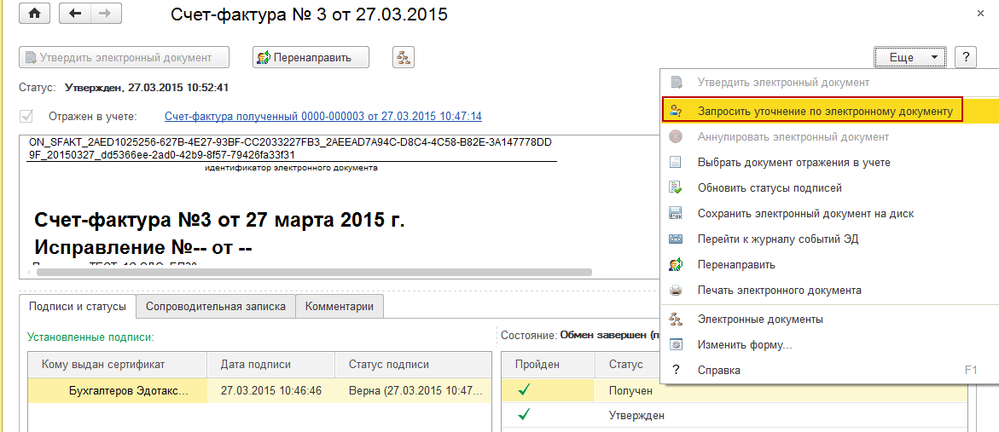 Счет-фактура № 3 от 27.03.2015
×
Утвердить электронный документ
Перенаправить
Еще
?
Статус: Утвержден, 27.03.2015 10:52:41
Отражен в учете: Счет-фактура полученный 0000-000003 от 27.03.2015 10:47:14
ON_SFAKT_2AED1025256-627B-4E27-93BF-CC2033227FB3_2AEEAD7A94C-D8C4-4C58-B82E-3A147778DD
9F_20150327_dd5366ee-2ad0-42b9-8f57-79426fa33f31
идентификатор электронного документа
Счет-фактура №3 от 27 марта 2015 г.
Исправление №-- от --
Подписи и статусы
Сопроводительная записка
Комментарии
Установленные подписи:
Кому выдан сертификат
Дата подписи
Статус подписи
Бухгалтеров Эдотакс...
27.03.2015 10:46:46
Верна (27.03.2015 10:47...
Состояние: Обмен завершен (п
Пройден
Статус
Получен
Утвержден
Утвердить электронный документ
Запросить уточнение по электронному документу
Аннулировать электронный документ
Выбрать документ отражения в учете
Обновить статусы подписей
Сохранить электронный документ на диск
Перейти к журналу событий ЭД
Перенаправить
Печать электронного документа
Электронные документы
Изменить форму...
? Справка F1